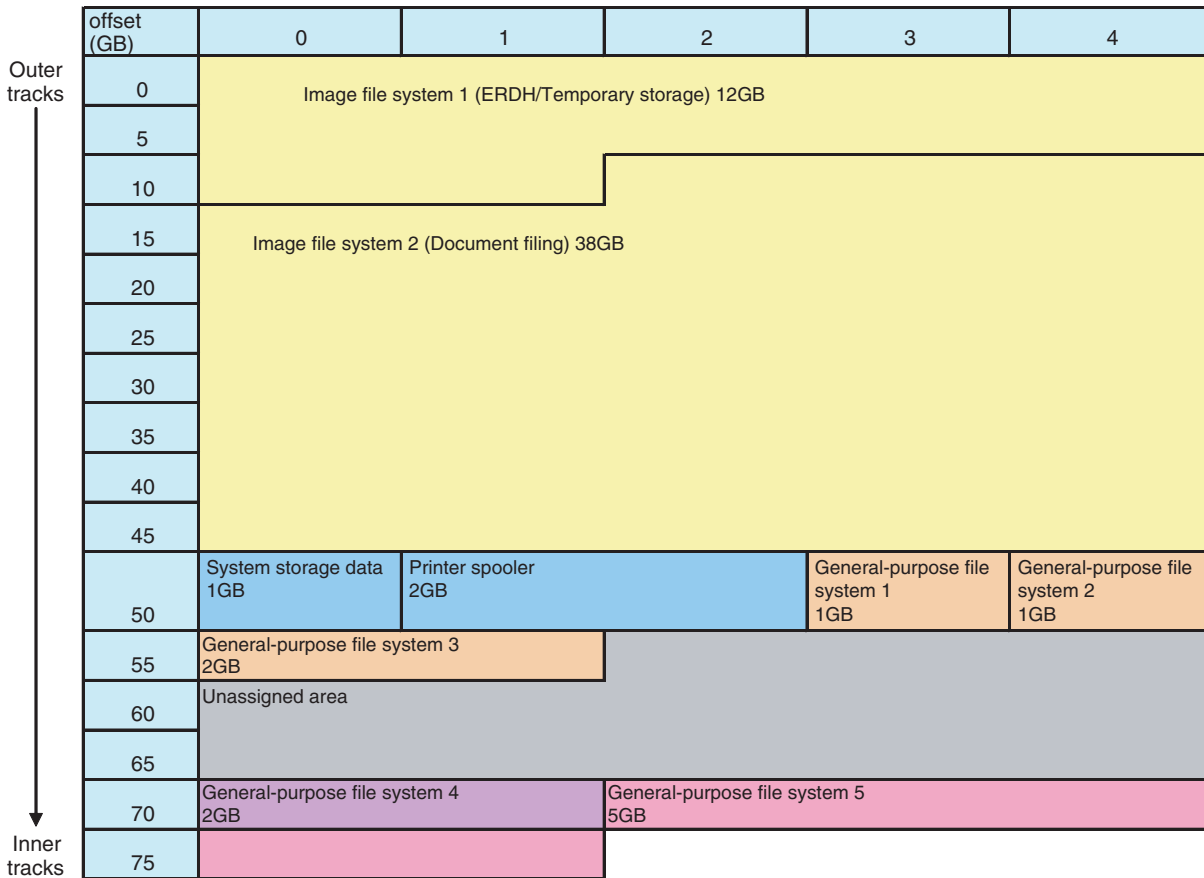 offset
(GB)
0
1
2
3
4
Outer
tracks
0
Image file system 1 (ERDH/Temporary storage) 12GB
5
10
15
Image file system 2 (Document filing) 38GB
20
25
30
35
40
45
50
System storage data
1GB
Printer spooler
2GB
General-purpose file
system 1
1GB
General-purpose file
system 2
1GB
55
General-purpose file system 3
2GB
60
Unassigned area
65
70
General-purpose file system 4
2GB
General-purpose file system 5
5GB
Inner
tracks
75